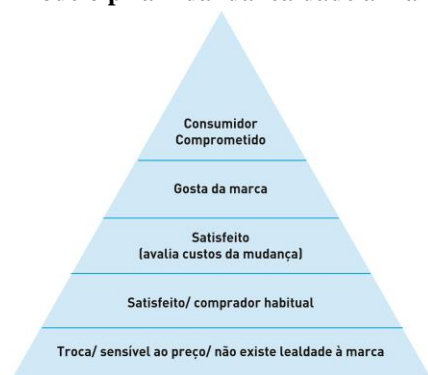 Consumidor
Comprometido
Gosta da marca
Satisfeito
(avalia custos da mudança)
Satisfeito/ comprador habitual
Troca/ sensível ao preço/ não existe lealdade à marca